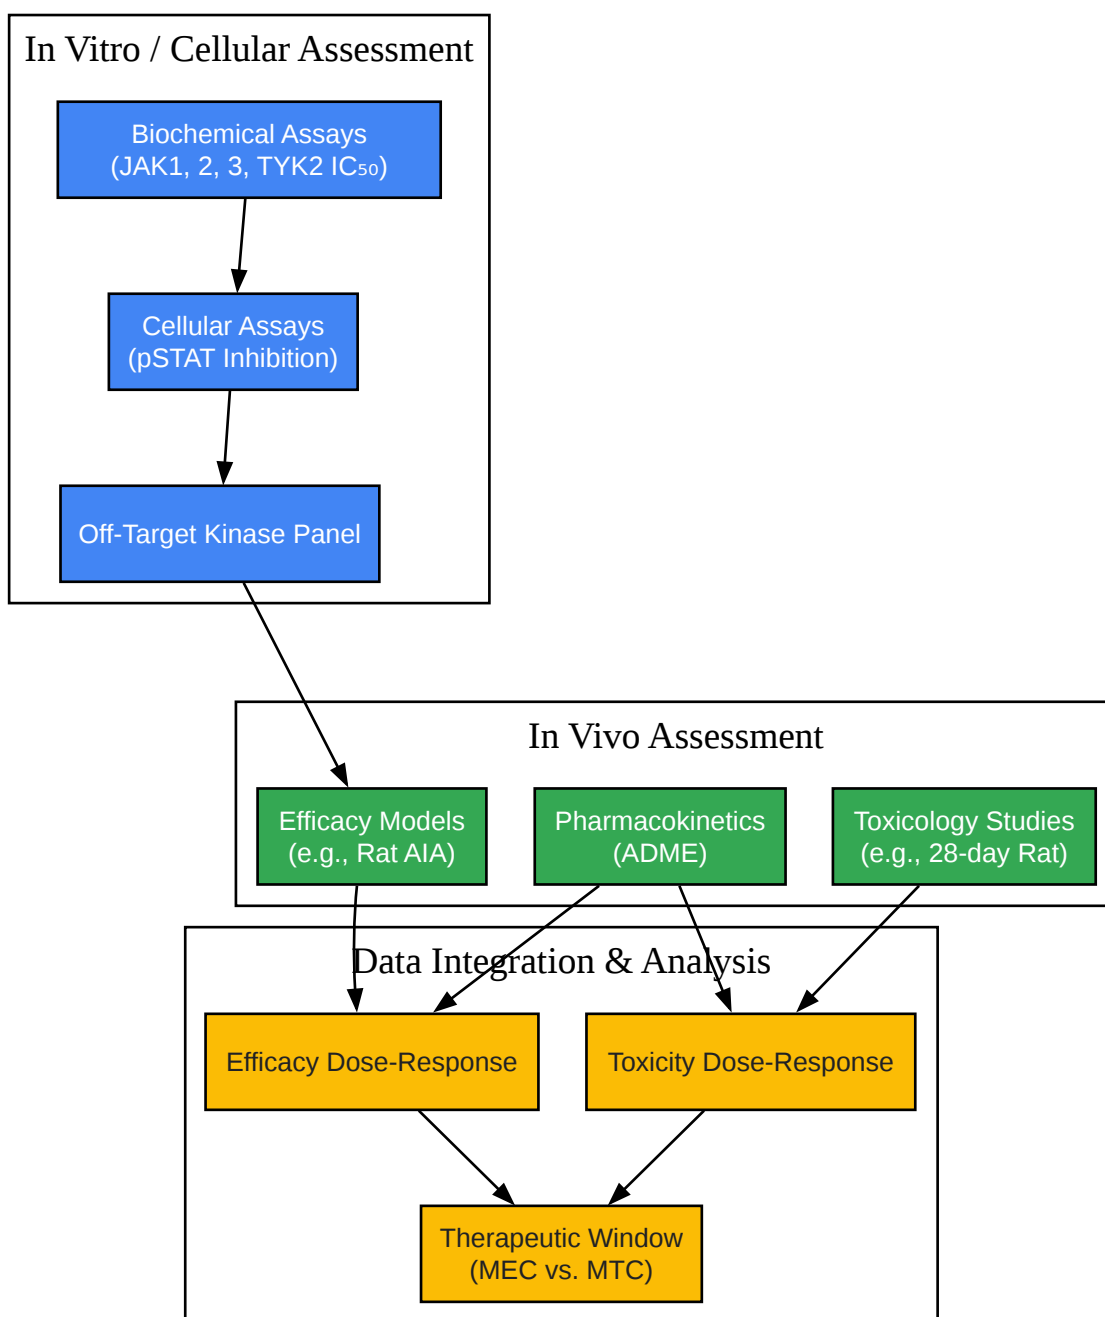 In Vitro / Cellular Assessment
Biochemical Assays
(JAK1, 2, 3, TYK2 IC₅₀)
Cellular Assays
(pSTAT Inhibition)
Off-Target Kinase Panel
In Vivo Assessment
Efficacy Models
(e.g., Rat AIA)
Pharmacokinetics
(ADME)
Toxicology Studies
(e.g., 28-day Rat)
Data Integration & Analysis
Efficacy Dose-Response
Toxicity Dose-Response
Therapeutic Window
(MEC vs. MTC)